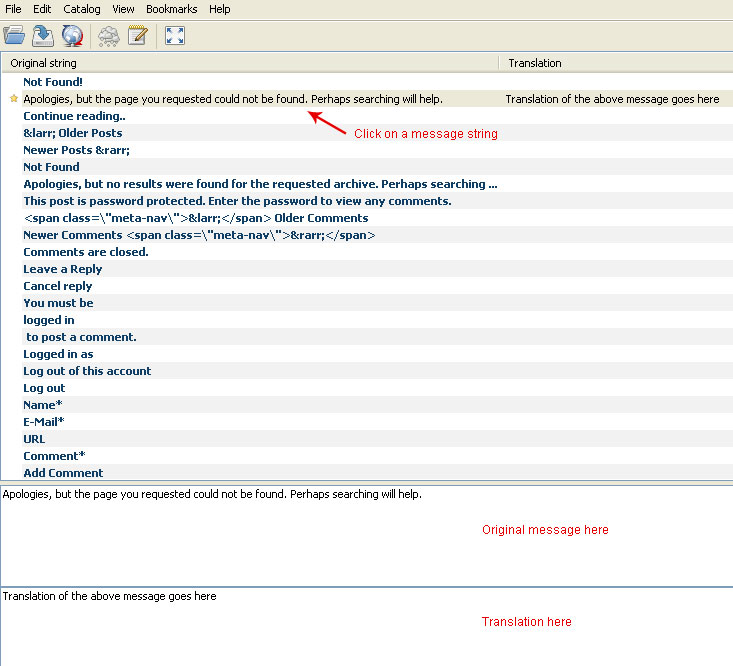 File Edit Catalog View Bookmarks Help
Original string Translation
Not Found!
Apologies, but the page you requested could not be found. Perhaps searching will help. Translation of the above message goes here
Continue reading..
&larr; Older Posts
Click on a message string
Newer Posts &rarr;
Not Found
Apologies, but no results were found for the requested archive. Perhaps searching ...
This post is password protected. Enter the password to view any comments.
<span class=\"meta-nav\">&larr;</span> Older Comments
Newer Comments <span class=\"meta-nav\">&rarr;</span>
Comments are closed.
Leave a Reply
Cancel reply
You must be
logged in
to post a comment.
Logged in as
Log out of this account
Log out
Name*
E-Mail*
URL
Comment*
Add Comment
Apologies, but the page you requested could not be found. Perhaps searching will help.
Original message here
Translation of the above message goes here
Translation here